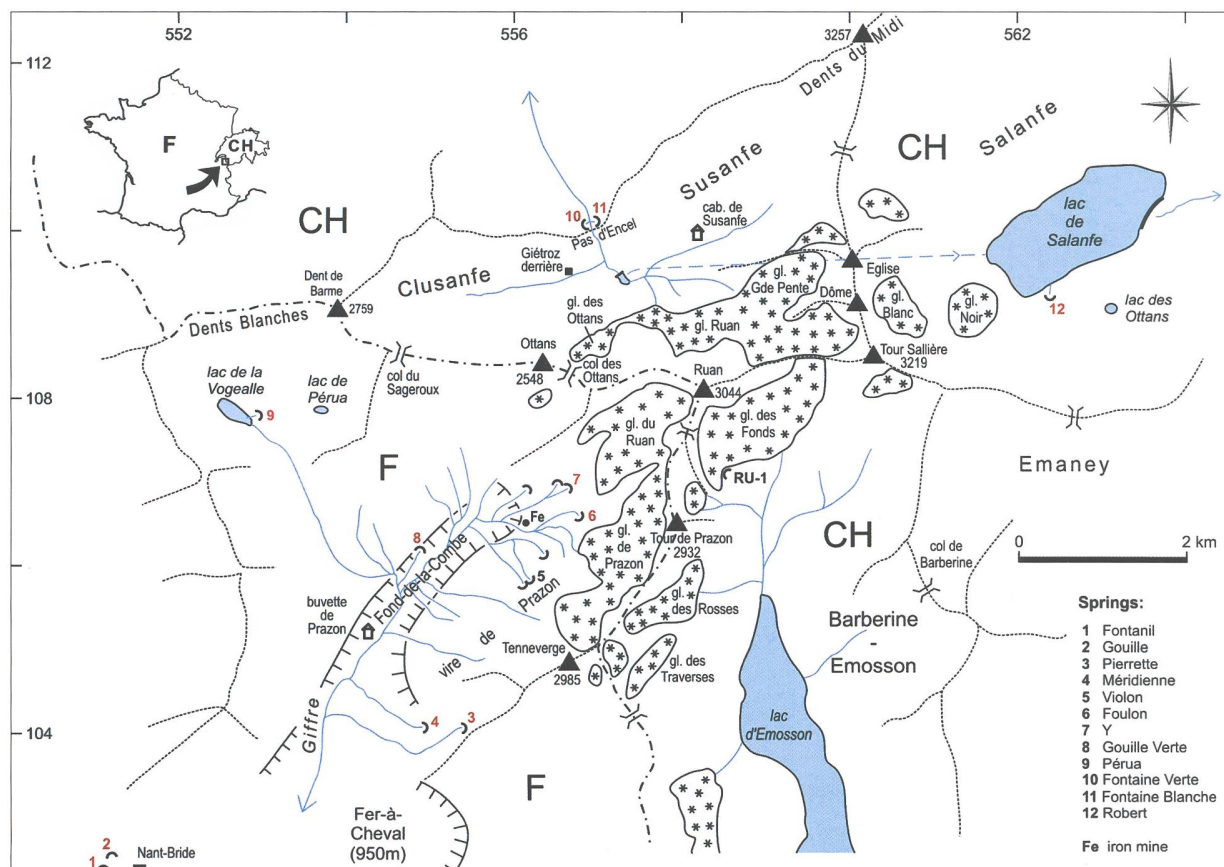 552
556
562
112
108
104
3257
Dents du Midi
F
CH
CH
CH
Salanfe
Susanfe
10
11
Pas d'Encel
cab. de
Susanfe
lac
de
Salanfe
Giétroz
derrière
Clusanfe
Dent de
Barme
2759
Dents Blanches
gl. des
Ottans
gl.
Gde Pente
Eglise
Dôme
gl.
Blanc
gl.
Noir
12
lac des
Ottans
gl. Ruan
Ottans
2548
col des
Ottans
col du
Sageroux
Tour Sallière
3219
Ruan
3044
lac de la
Vogealle
lac de
Pérua
9
gl. du
Ruan
gl. des
Fonds
RU-1
Emaney
F
7
6
Fe
8
Fond-de-la-Combe
5
Prazon
gl.
de
Prazon
Tour de Prazon
2932
CH
col de
Barberine
0
2 km
buvette
de
Prazon
vire de
gl.
des Rosses
Barberine
-
Emosson
Tenneverge
2985
gl. des
Traverses
Giffre
4
3
lac
d'Emosson
F
Fer-à-
Cheval
(950m)
2
1
Nant-Bride
Springs:
1 Fontanil
2 Gouille
3 Pierrette
4 Méridienne
5 Violon
6 Foulon
7 Y
8 Gouille Verte
9 Pérua
10 Fontaine Verte
11 Fontaine Blanche
12 Robert
Fe iron mine